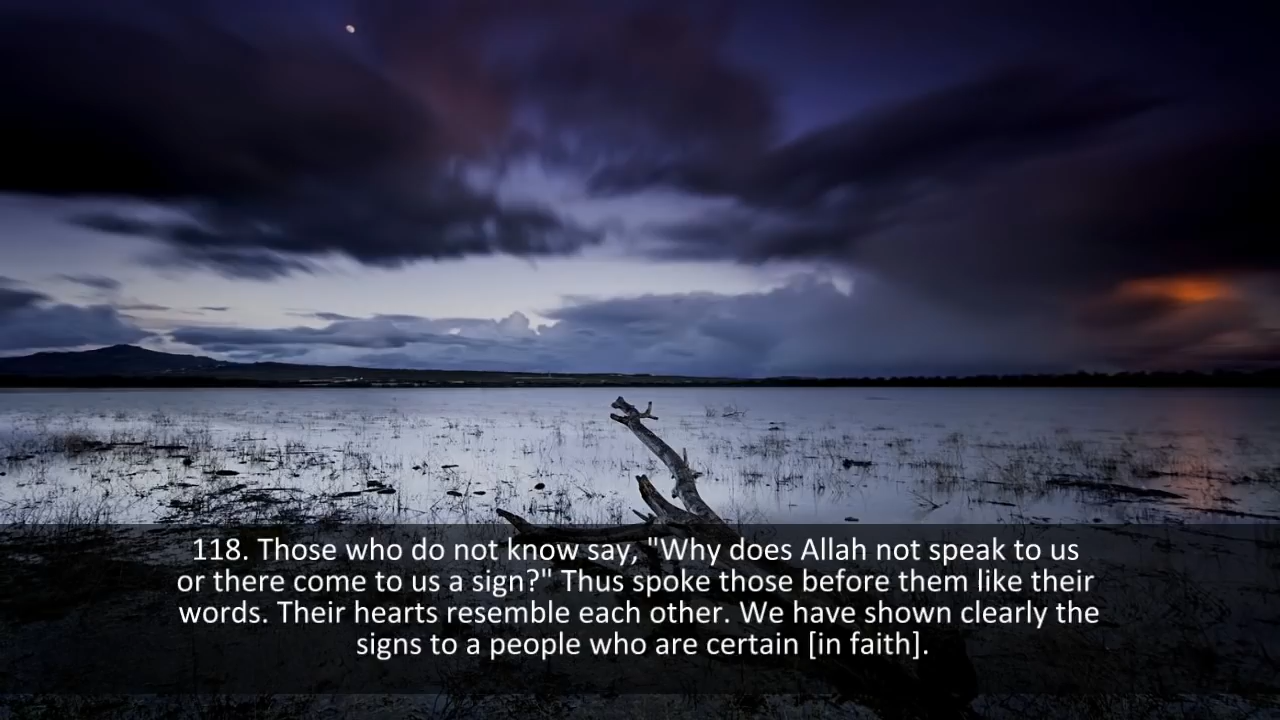 118. Those who do not know say, "Why does Allah not speak to us
or there come to us a sign?" Thus spoke those before them like their
words. Their hearts resemble each other. We have shown clearly the
signs to a people who are certain [in faith].